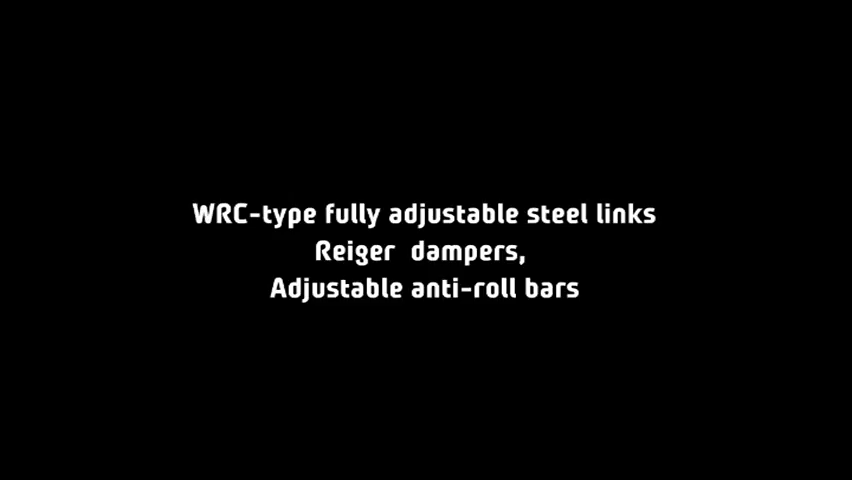 WRC-type fully adjustable steel links
Reiger  dampers,
Adjustable anti-roll bars